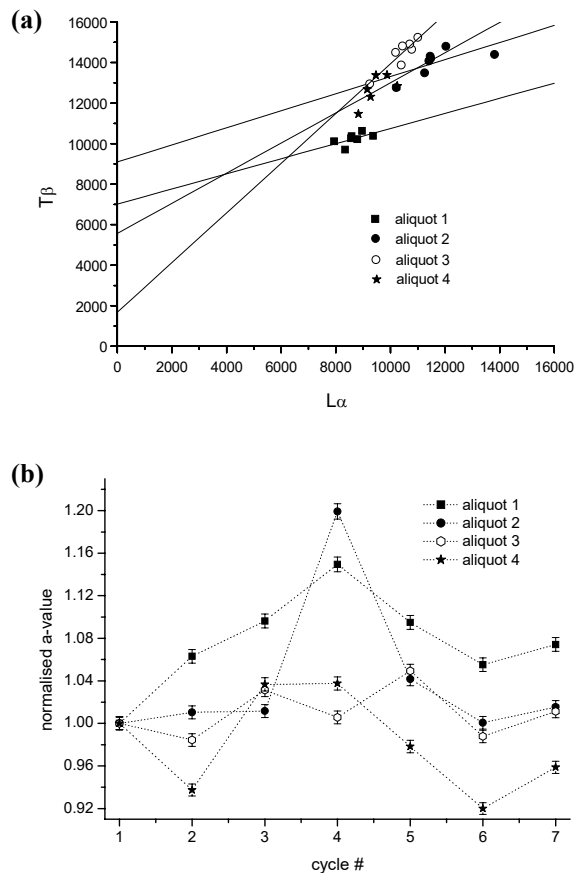 (a)
16000
14000
12000
10000
8000
6000
4000
2000
0
Tβ
aliquot 1
aliquot 2
aliquot 3
aliquot 4
0 2000 4000 6000 8000 10000 12000 14000 16000
Lα
(b)
1.20
1.16
1.12
1.08
1.04
1.00
0.96
0.92
normalised a-value
aliquot 1
aliquot 2
aliquot 3
aliquot 4
1 2 3 4 5 6 7
cycle #